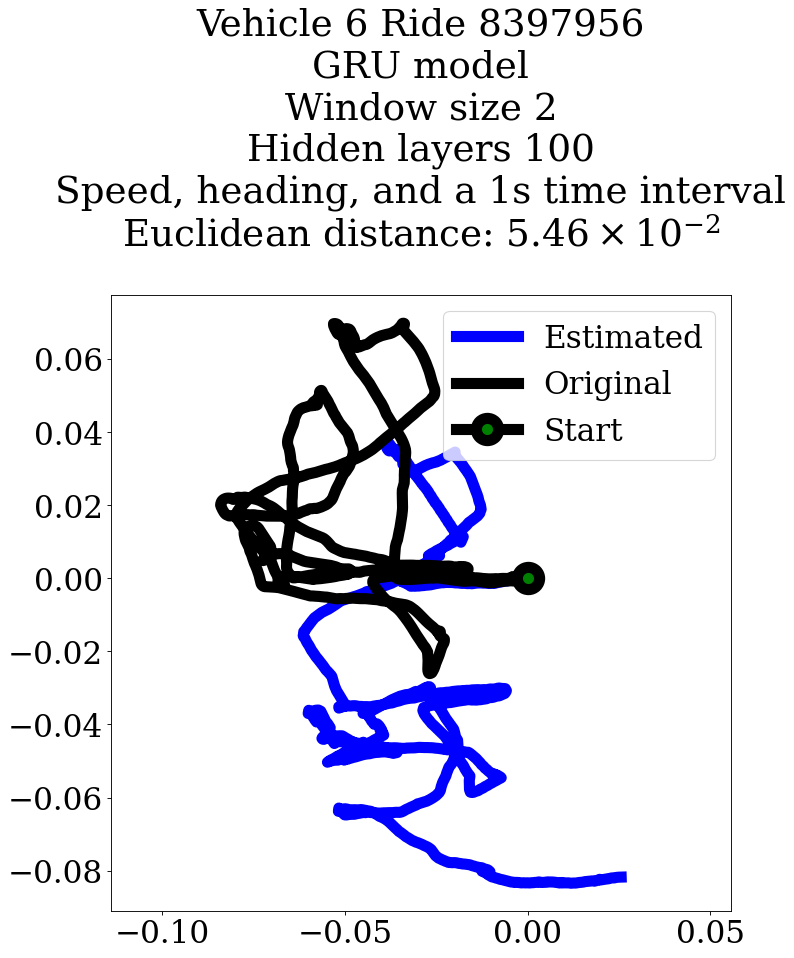 Vehicle 6 Ride 8397956
GRU model
Window size 2
Hidden layers 100
Speed, heading, and a 1s time interval
Euclidean distance: 5.46 × 10⁻²
Estimated
Original
Start
0.06
0.04
0.02
0.00
−0.02
−0.04
−0.06
−0.08
−0.10
−0.05
0.00
0.05